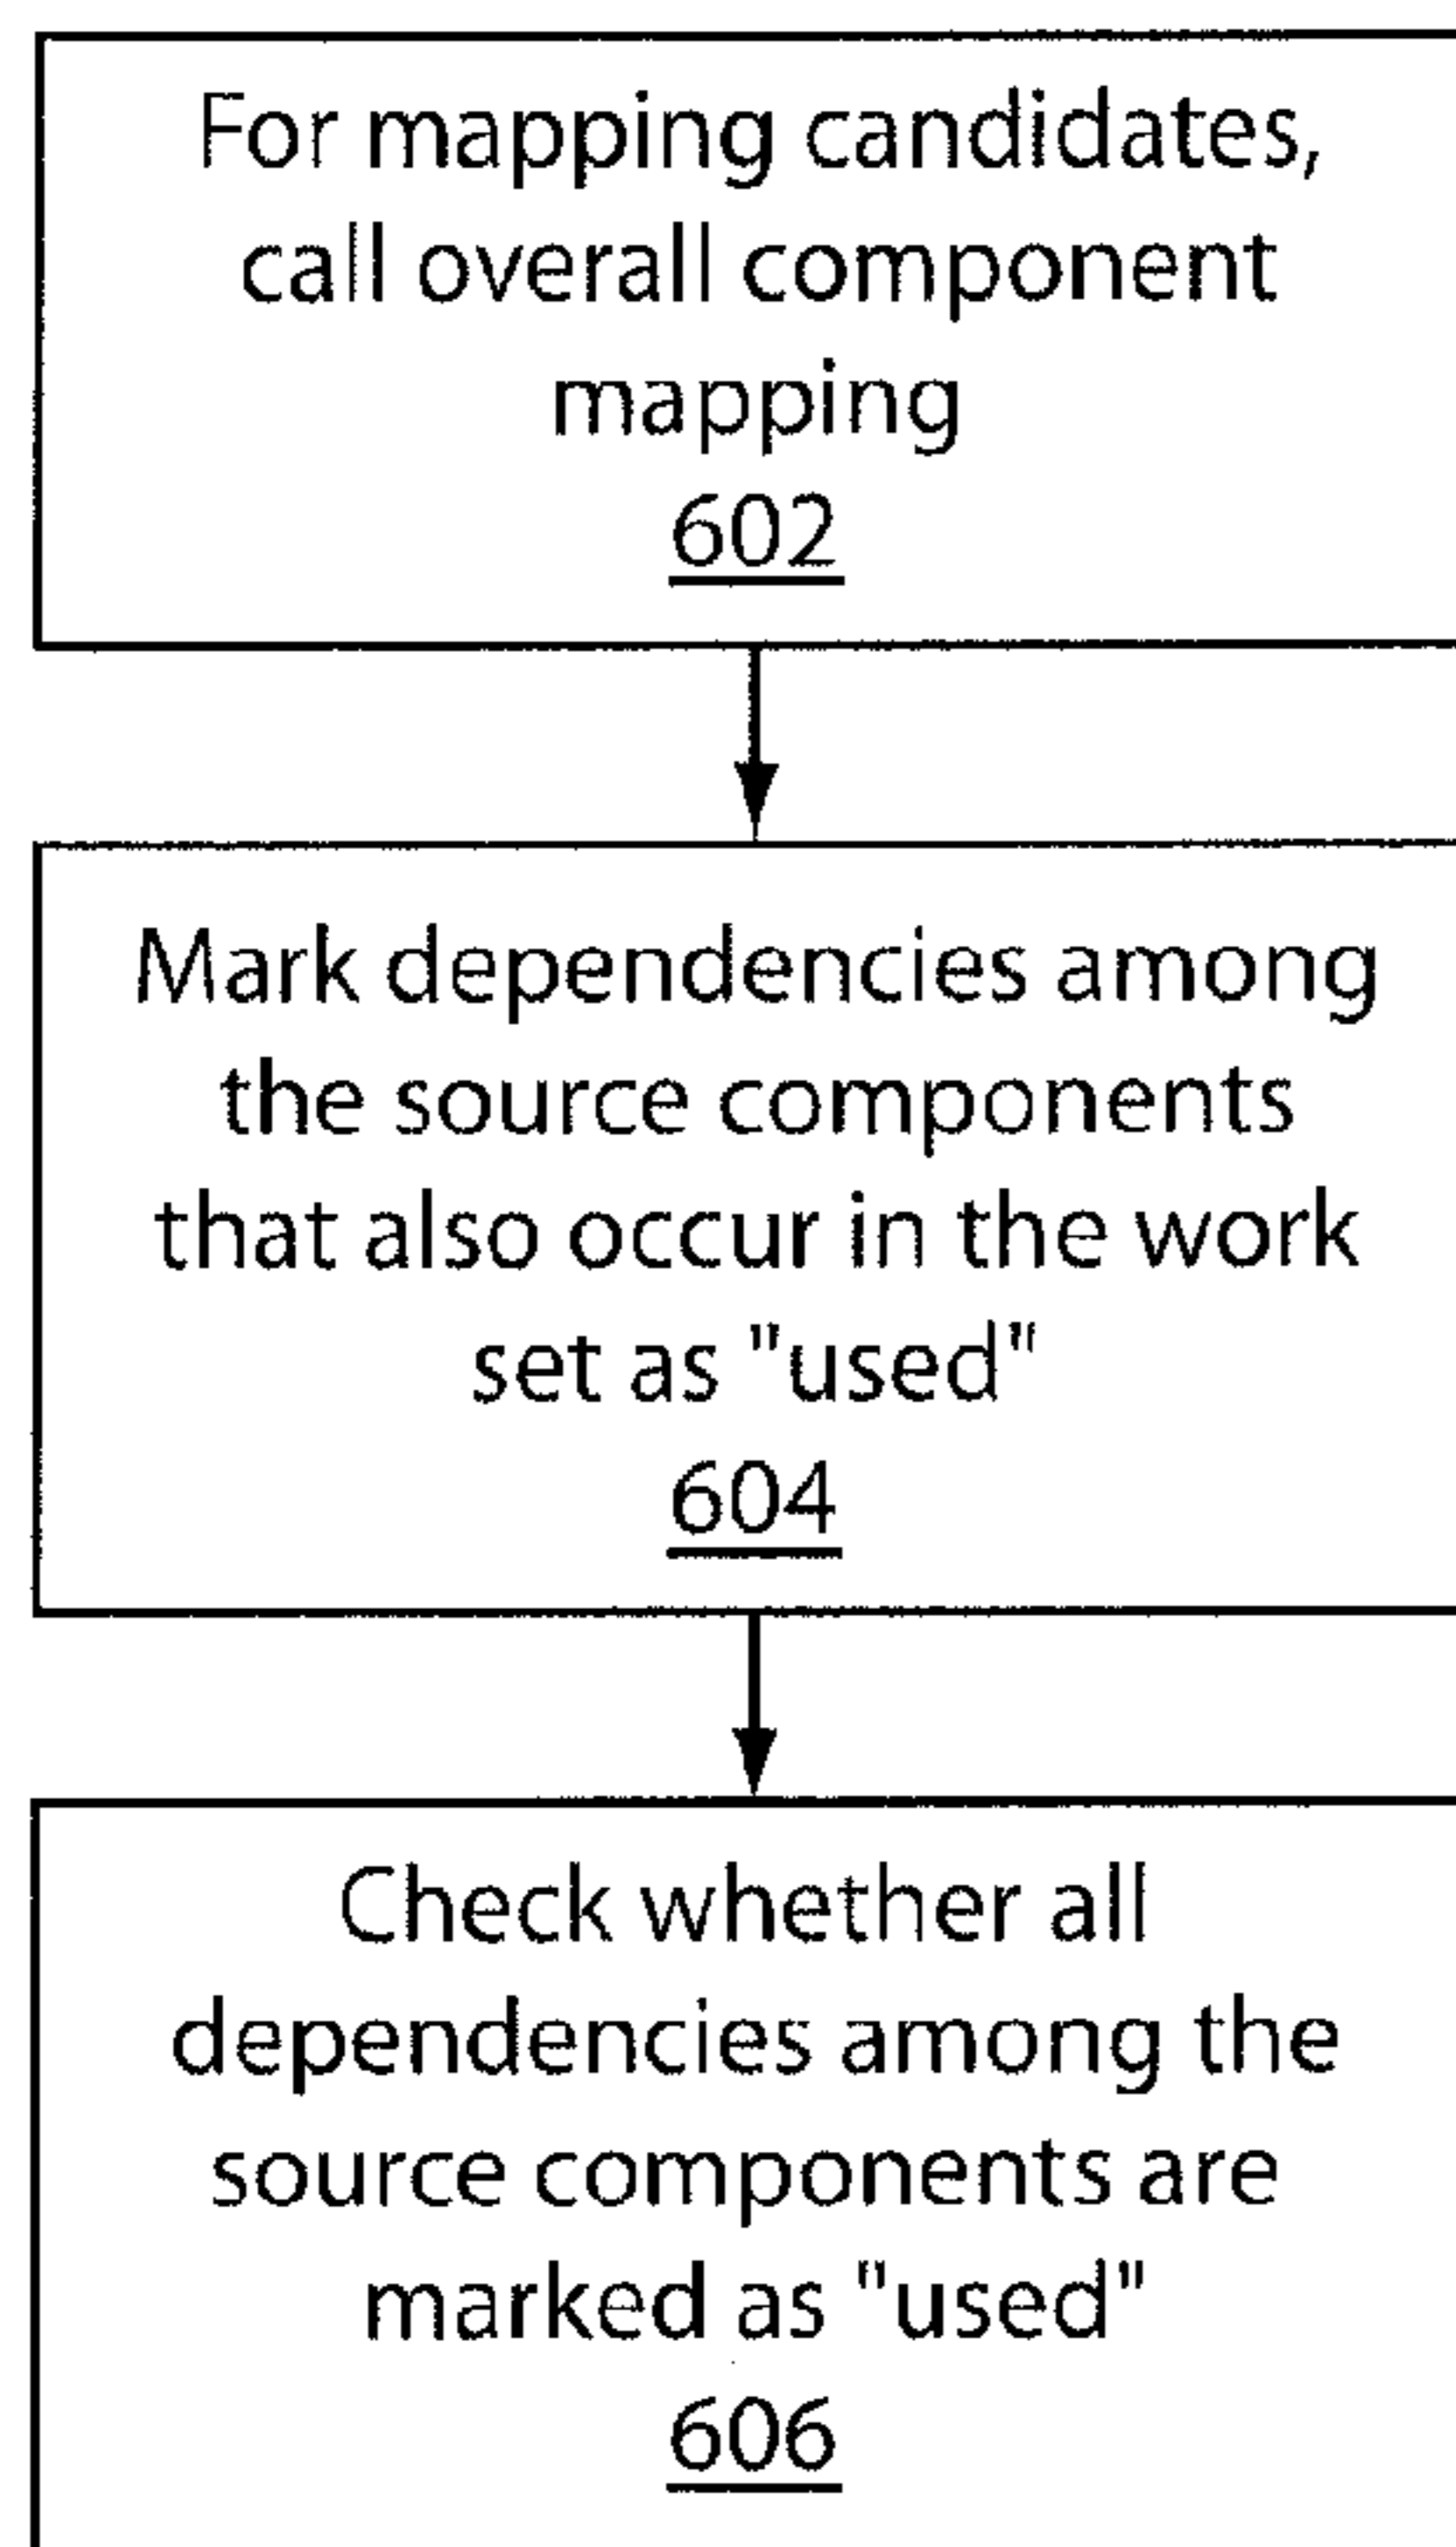 For mapping candidates,
call overall component
mapping
602
Mark dependencies among
the source components
that also occur in the work
set as "used"
604
Check whether all
dependencies among the
source components are
marked as "used"
606